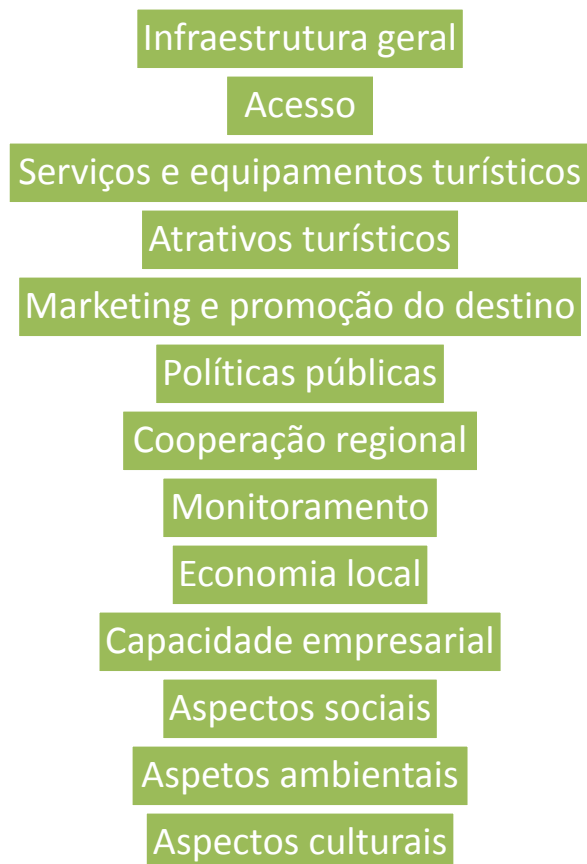 Infraestrutura geral
Acesso
Serviços e equipamentos turísticos
Atrativos turísticos
Marketing e promoção do destino
Políticas públicas
Cooperação regional
Monitoramento
Economia local
Capacidade empresarial
Aspectos sociais
Aspetos ambientais
Aspectos culturais